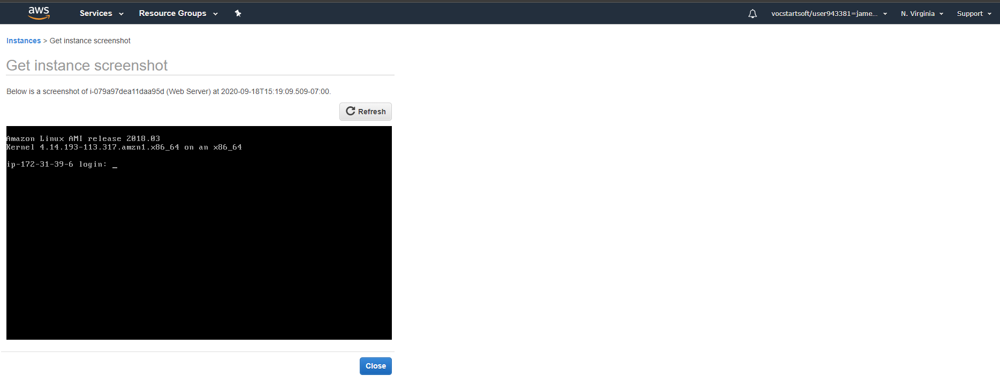 aws Services Resource Groups vocstartsoft/user943381=jame... N. Virginia Support
Instances > Get instance screenshot
Get instance screenshot
Below is a screenshot of i-079a97dea11daa95d (Web Server) at 2020-09-18T15:19:09.509-07:00.
Refresh
Amazon Linux AMI release 2018.03
Kernel 4.14.193-113.317.amzn1.x86_64 on an x86_64
ip-172-31-39-6 login: _
Close